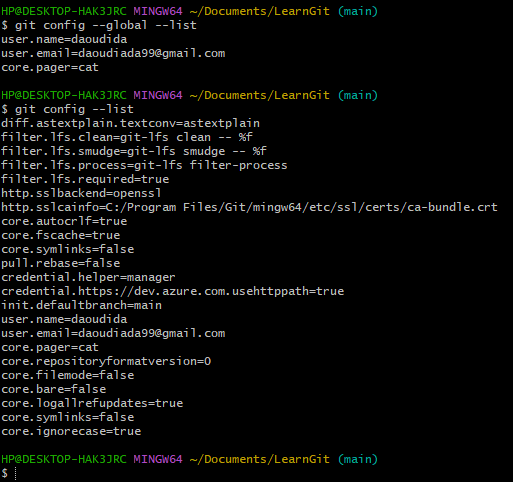 HP@DESKTOP-HAK3JRC MINGW64 ~/Documents/LearnGit (main)
$ git config --global --list
user.name=daoudida
user.email=daoudiada99@gmail.com
core.pager=cat
HP@DESKTOP-HAK3JRC MINGW64 ~/Documents/LearnGit (main)
$ git config --list
diff.astextplain.textconv=astextplain
filter.lfs.clean=git-lfs clean -- %f
filter.lfs.smudge=git-lfs smudge -- %f
filter.lfs.process=git-lfs filter-process
filter.lfs.required=true
http.sslbackend=openssl
http.sslcainfo=C:/Program Files/Git/mingw64/etc/ssl/certs/ca-bundle.crt
core.autocrlf=true
core.fscache=true
core.symlinks=false
pull.rebase=false
credential.helper=manager
credential.https://dev.azure.com.usehttppath=true
init.defaultbranch=main
user.name=daoudida
user.email=daoudiada99@gmail.com
core.pager=cat
core.repositoryformatversion=0
core.filemode=false
core.bare=false
core.logallrefupdates=true
core.symlinks=false
core.ignorecase=true
HP@DESKTOP-HAK3JRC MINGW64 ~/Documents/LearnGit (main)
$